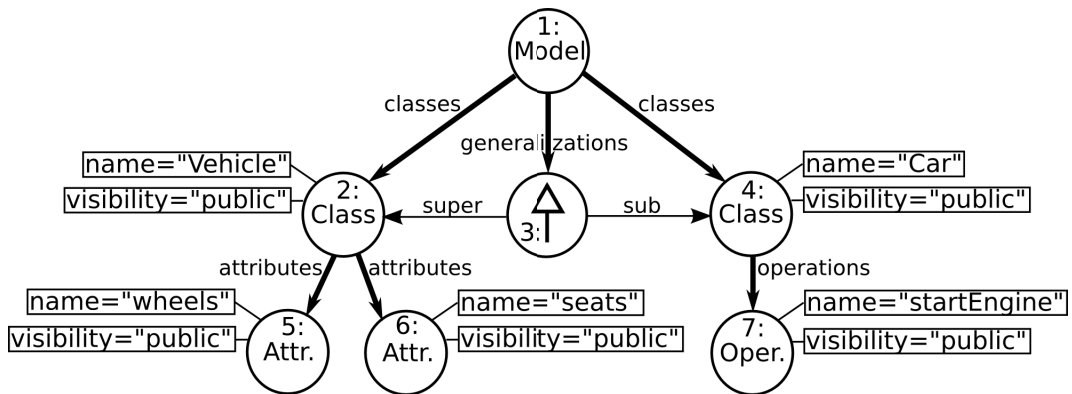 1:
Model
classes
classes
generalizations
name="Vehicle"
visibility="public"
2:
Class
super
3:
sub
4:
Class
name="Car"
visibility="public"
attributes
attributes
operations
name="wheels"
visibility="public"
5:
Attr.
6:
Attr.
name="seats"
visibility="public"
7:
Oper.
name="startEngine"
visibility="public"